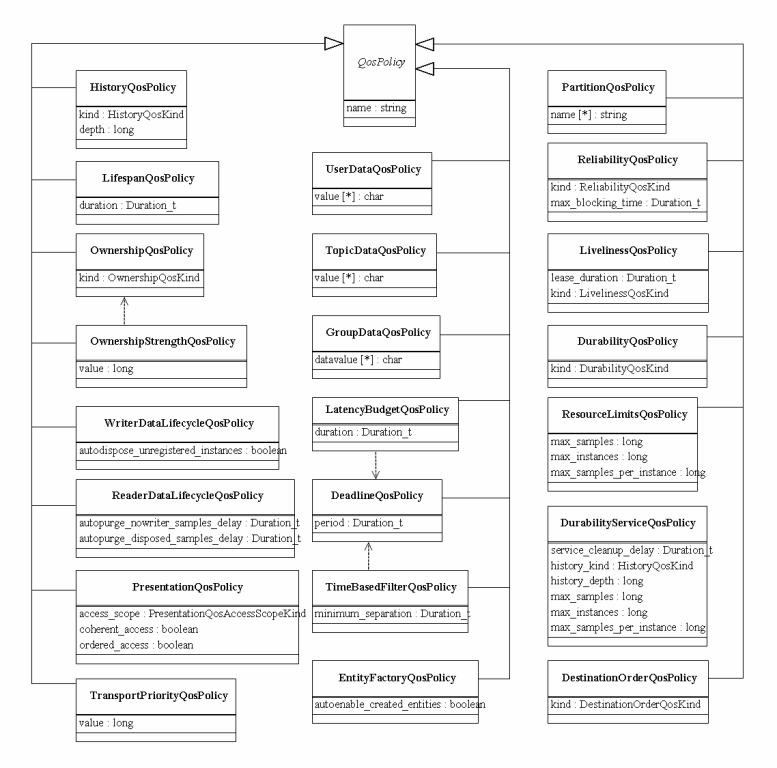 QosPolicy
name : string
HistoryQosPolicy
kind : HistoryQosKind
depth : long
LifespanQosPolicy
duration : Duration_t
OwnershipQosPolicy
kind : OwnershipQosKind
OwnershipStrengthQosPolicy
value : long
WriterDataLifecycleQosPolicy
autodispose_unregistered_instances : boolean
ReaderDataLifecycleQosPolicy
autopurge_nowriter_samples_delay : Duration_t
autopurge_disposed_samples_delay : Duration_t
PresentationQosPolicy
access_scope : PresentationQosAccessScopeKind
coherent_access : boolean
ordered_access : boolean
TransportPriorityQosPolicy
value : long
UserDataQosPolicy
value [*] : char
TopicDataQosPolicy
value [*] : char
GroupDataQosPolicy
datavalue [*] : char
LatencyBudgetQosPolicy
duration : Duration_t
DeadlineQosPolicy
period : Duration_t
TimeBasedFilterQosPolicy
minimum_separation : Duration_t
EntityFactoryQosPolicy
autoenable_created_entities : boolean
PartitionQosPolicy
name [*] : string
ReliabilityQosPolicy
kind : ReliabilityQosKind
max_blocking_time : Duration_t
LivelinessQosPolicy
lease_duration : Duration_t
kind : LivelinessQosKind
DurabilityQosPolicy
kind : DurabilityQosKind
ResourceLimitsQosPolicy
max_samples : long
max_instances : long
max_samples_per_instance : long
DurabilityServiceQosPolicy
service_cleanup_delay : Duration_t
history_kind : HistoryQosKind
history_depth : long
max_samples : long
max_instances : long
max_samples_per_instance : long
DestinationOrderQosPolicy
kind : DestinationOrderQosKind